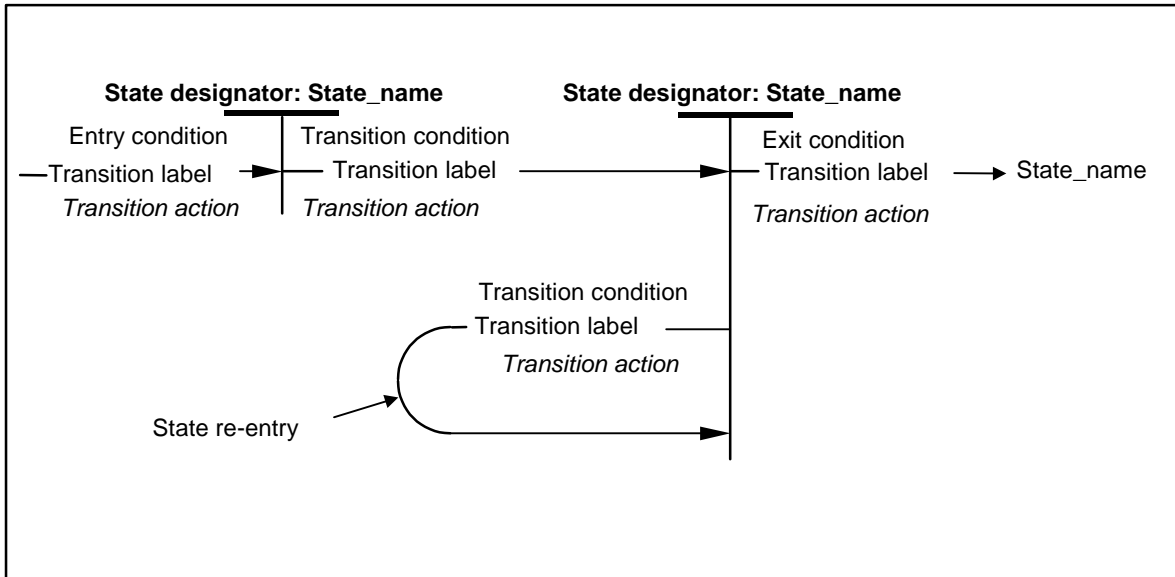 State designator: State_name
State designator: State_name
Entry condition
Transition condition
Exit condition
Transition label
Transition label
Transition label
State_name
Transition action
Transition action
Transition action
Transition condition
Transition label
Transition action
State re-entry